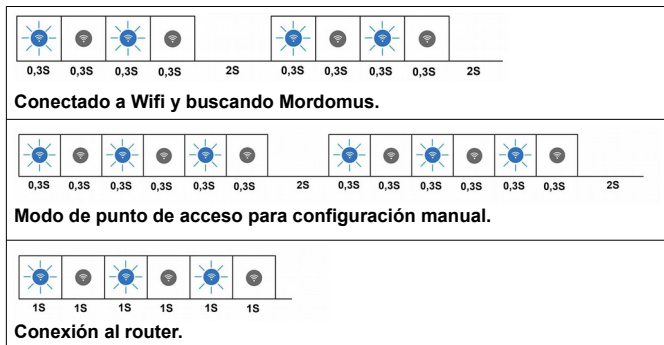 0,3S 0,3S 0,3S 0,3S 2S 0,3S 0,3S 0,3S 0,3S 2S
Conectado a Wifi y buscando Mordomus.
0,3S 0,3S 0,3S 0,3S 0,3S 0,3S 2S 0,3S 0,3S 0,3S 0,3S 0,3S 0,3S 2S
Modo de punto de acceso para configuración manual.
1S 1S 1S 1S 1S 1S
Conexión al router.